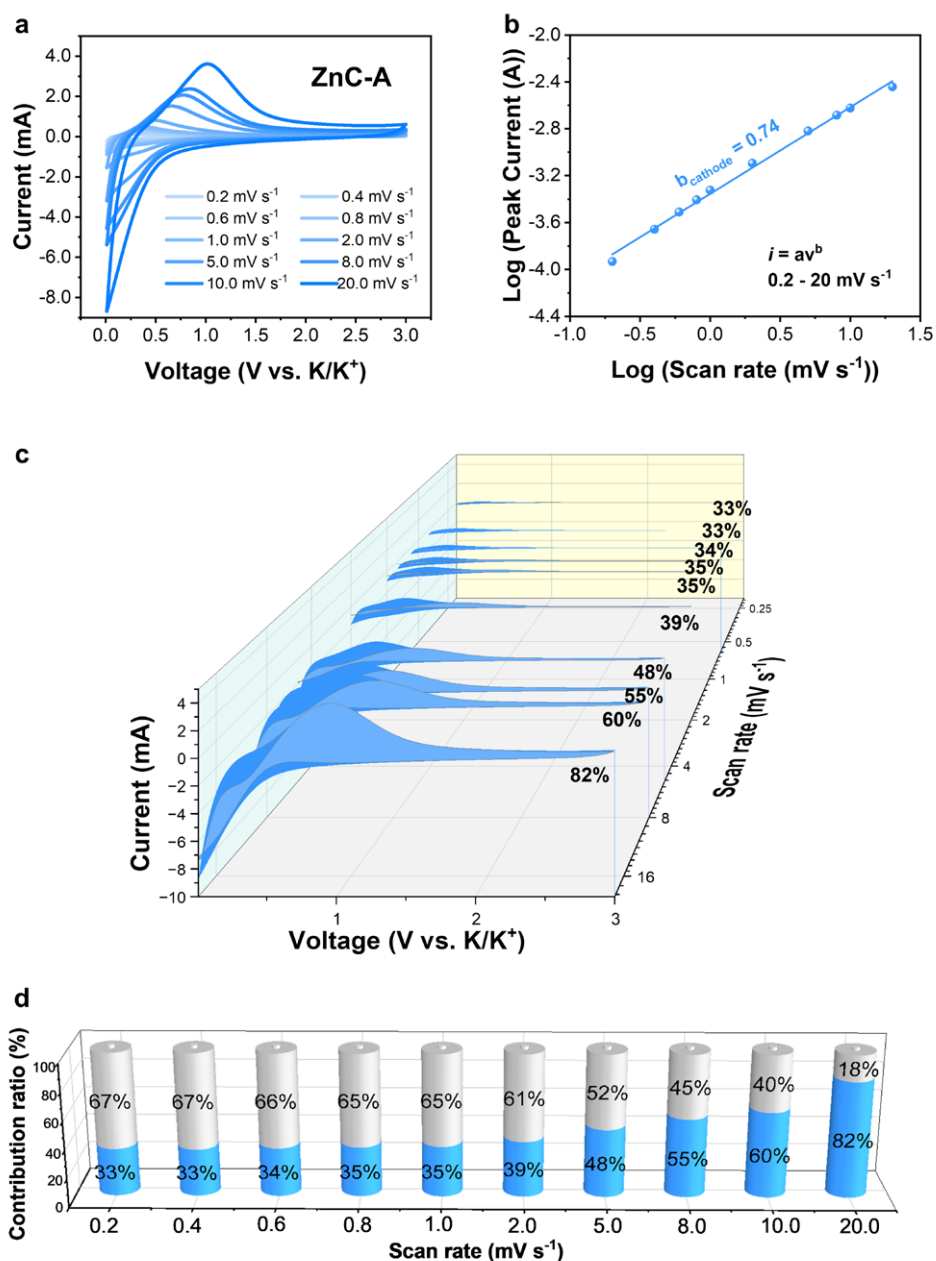 a
ZnC-A
4.0
2.0
0.0
-2.0
-4.0
-6.0
-8.0
Current (mA)
0.2 mV s⁻¹ 0.4 mV s⁻¹
0.6 mV s⁻¹ 0.8 mV s⁻¹
1.0 mV s⁻¹ 2.0 mV s⁻¹
5.0 mV s⁻¹ 8.0 mV s⁻¹
10.0 mV s⁻¹ 20.0 mV s⁻¹
0.0 0.5 1.0 1.5 2.0 2.5 3.0
Voltage (V vs. K/K⁺)
b
-2.0
-2.4
-2.8
-3.2
-3.6
-4.0
-4.4
Log (Peak Current (A))
b_cathode = 0.74
i = avᵇ
0.2 - 20 mV s⁻¹
-1.0 -0.5 0.0 0.5 1.0 1.5
Log (Scan rate (mV s⁻¹))
c
33%
33%
34%
35%
35%
39%
48%
55%
60%
82%
0.25
0.5
1
2
4
8
16
Scan rate (mV s⁻¹)
4
2
0
−2
−4
−6
−8
−10
Current (mA)
1 2 3
Voltage (V vs. K/K⁺)
d
Contribution ratio (%)
100
80
60
40
20
0
67% 67% 66% 65% 65% 61% 52% 45% 40% 18%
33% 33% 34% 35% 35% 39% 48% 55% 60% 82%
0.2 0.4 0.6 0.8 1.0 2.0 5.0 8.0 10.0 20.0
Scan rate (mV s⁻¹)